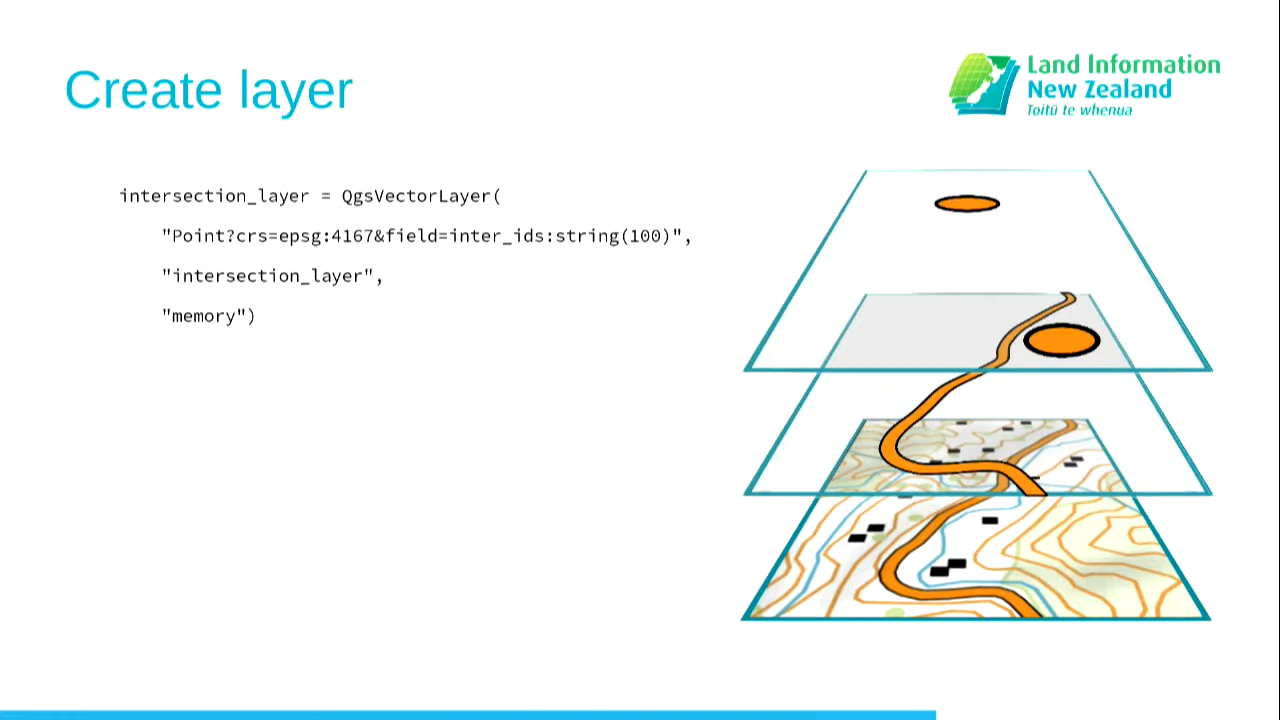 Create layer
Land Information
New Zealand
Toitū te whenua
intersection_layer = QgsVectorLayer(
"Point?crs=epsg:4167&field=inter_ids:string(100)",
"intersection_layer",
"memory")